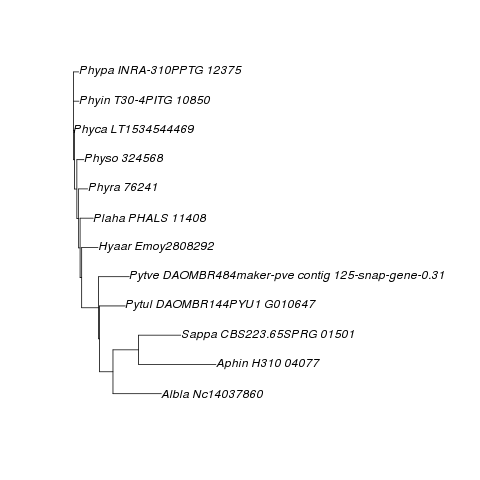 Phypa INRA-310PPTG 12375
Phyin T30-4PITG 10850
Phyca LT1534544469
Physo 324568
Phyra 76241
Plaha PHALS 11408
Hyaar Emoy2808292
Pytve DAOMBR484maker-pve contig 125-snap-gene-0.31
Pytul DAOMBR144PYU1 G010647
Sappa CBS223.65SPRG 01501
Aphin H310 04077
Albla Nc14037860